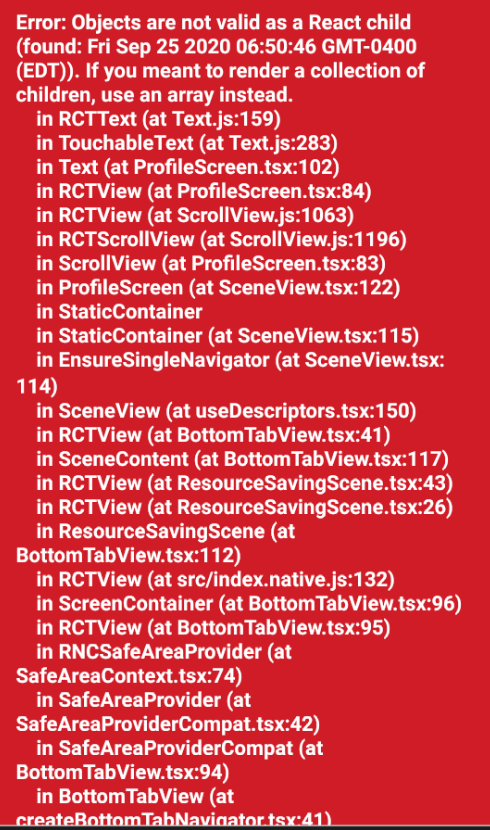 Error: Objects are not valid as a React child
(found: Fri Sep 25 2020 06:50:46 GMT-0400
(EDT)). If you meant to render a collection of
children, use an array instead.
in RCTText (at Text.js:159)
in TouchableText (at Text.js:283)
in Text (at ProfileScreen.tsx:102)
in RCTView (at ProfileScreen.tsx:84)
in RCTView (at ScrollView.js:1063)
in RCTScrollView (at ScrollView.js:1196)
in ScrollView (at ProfileScreen.tsx:83)
in ProfileScreen (at SceneView.tsx:122)
in StaticContainer
in StaticContainer (at SceneView.tsx:115)
in EnsureSingleNavigator (at SceneView.tsx:
114)
in SceneView (at useDescriptors.tsx:150)
in RCTView (at BottomTabView.tsx:41)
in SceneContent (at BottomTabView.tsx:117)
in RCTView (at ResourceSavingScene.tsx:43)
in RCTView (at ResourceSavingScene.tsx:26)
in ResourceSavingScene (at
BottomTabView.tsx:112)
in RCTView (at src/index.native.js:132)
in ScreenContainer (at BottomTabView.tsx:96)
in RCTView (at BottomTabView.tsx:95)
in RNCSafeAreaProvider (at
SafeAreaContext.tsx:74)
in SafeAreaProvider (at
SafeAreaProviderCompat.tsx:42)
in SafeAreaProviderCompat (at
BottomTabView.tsx:94)
in BottomTabView (at
createBottomTabNavigator.tsx:41)